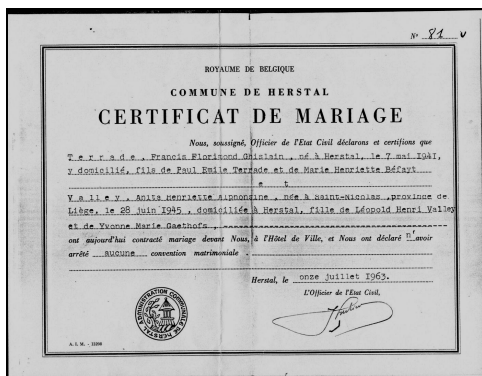 N° 81 v
ROYAUME DE BELGIQUE
COMMUNE DE HERSTAL
CERTIFICAT DE MARIAGE
Nous, soussigné, Officier de l'Etat Civil déclarons et certifions que
Terrade, Francis Florimond Ghislain, né à Herstal, le 7 mai 1941,
y domicilié, fils de Paul Emile Terrade et de Marie Henriette Béfayt
e t
Valley, Anita Henriette Alphonsine, née à Saint-Nicolas, province de
Liège, le 28 juin 1945, domiciliée à Herstal, fille de Léopold Henri Valley
et de Yvonne Marie Gaethofs,
ont aujourd'hui contracté mariage devant Nous, à l'Hôtel de Ville, et Nous ont déclaré n'avoir
arrêté aucune convention matrimoniale.
Herstal, le onze juillet 1963.
L'Officier de l'Etat Civil,
ADMINISTRATION COMMUNALE DE HERSTAL
A. I. M. -